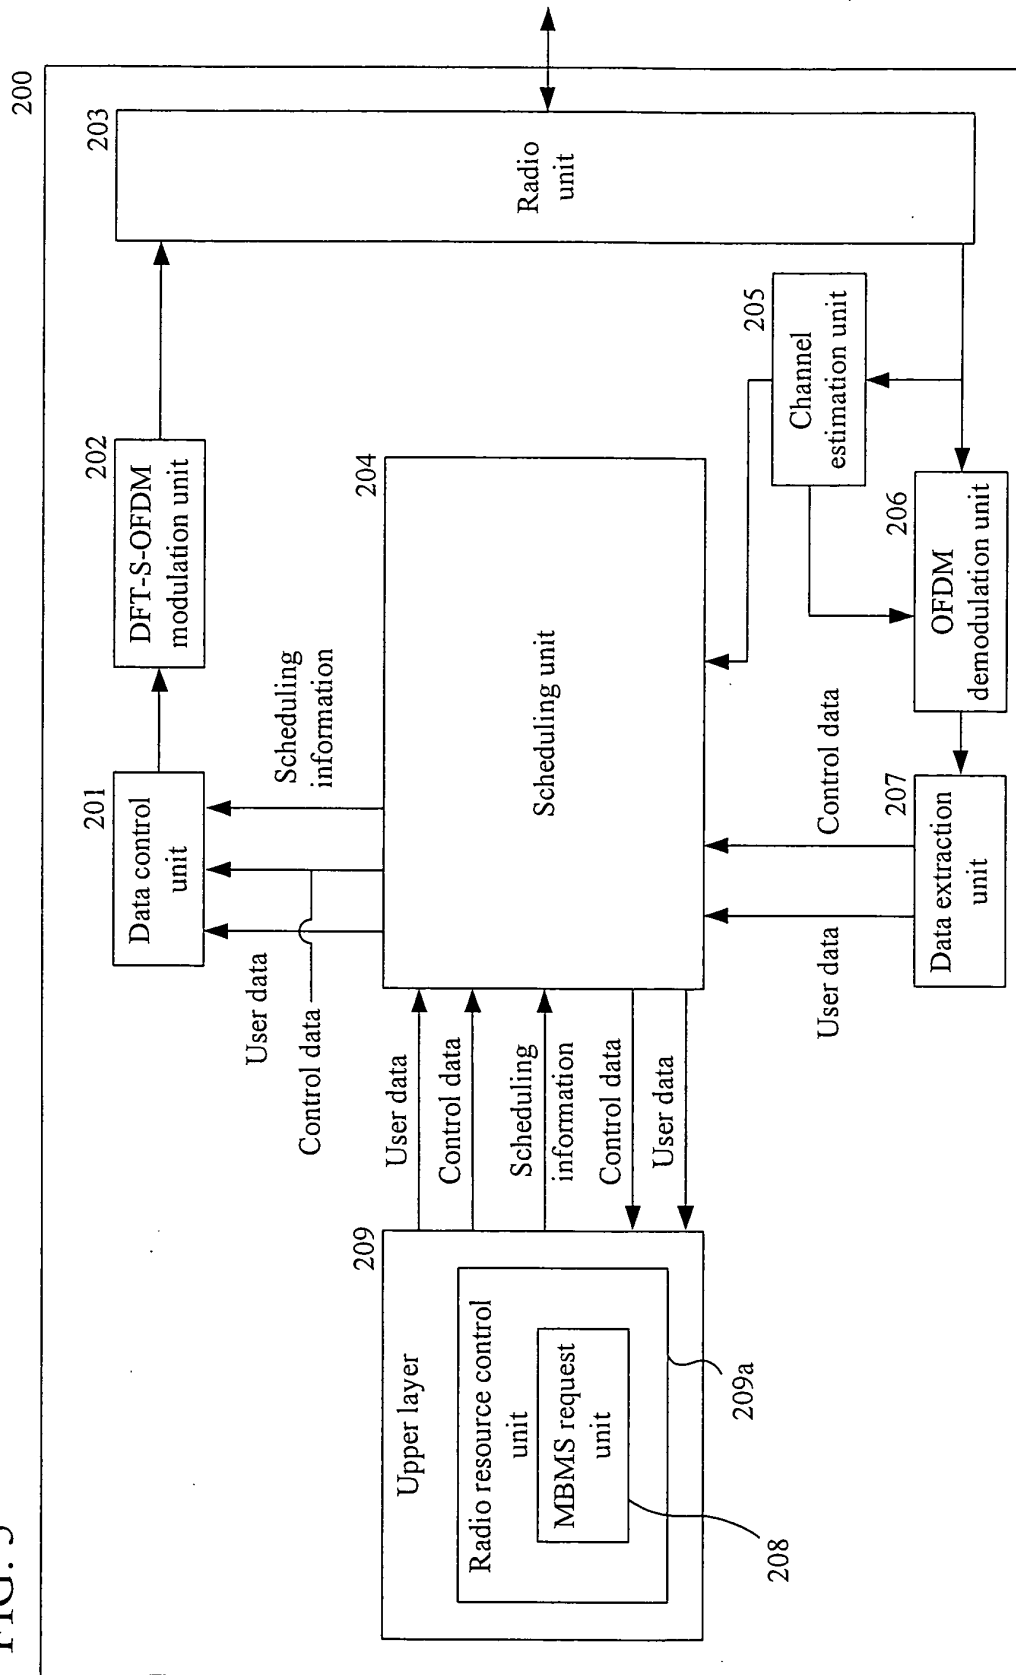 FIG.
200
Data control
unit
201
DFT-S-OFDM
modulation unit
202
203
User data
Control data
Scheduling
information
Upper layer
209
Radio resource control
unit
MBMS request
unit
208
209a
User data
Control data
Scheduling
information
Control data
User data
Scheduling unit
204
Radio
unit
Channel
estimation unit
205
User data
Control data
Data extraction
unit
207
OFDM
demodulation unit
206